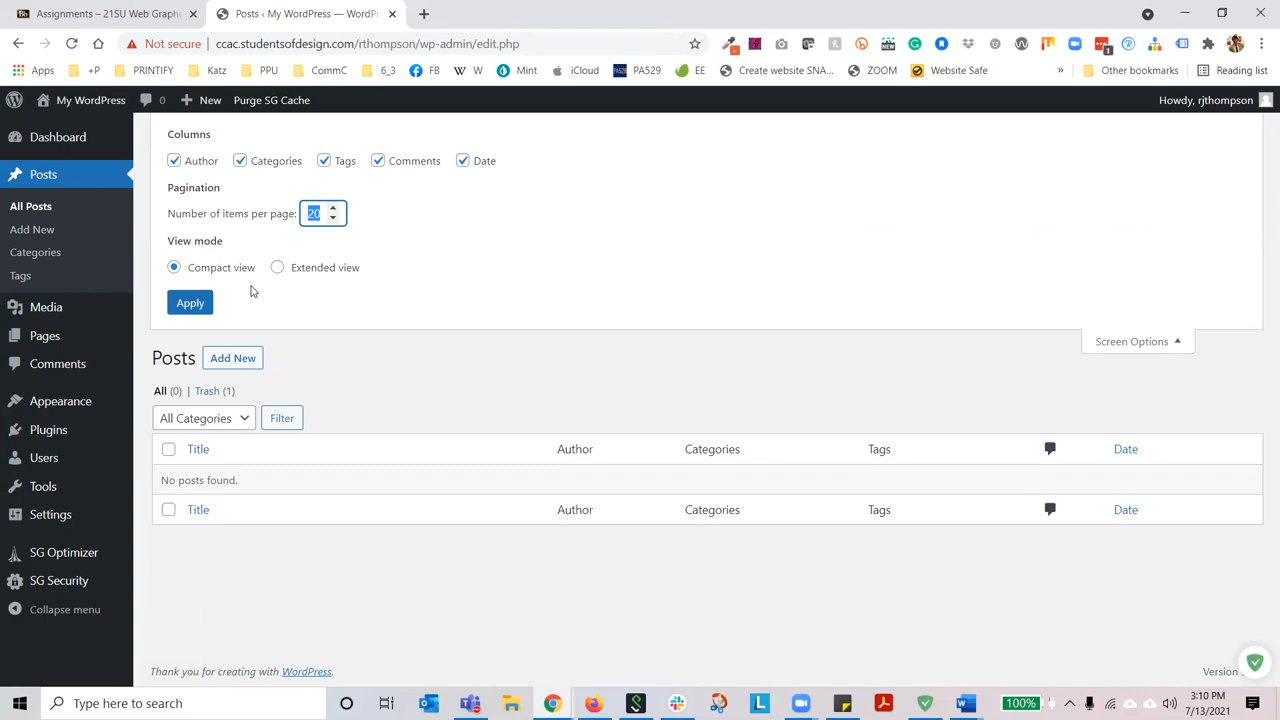 Assignments – 21SU Web Graphi
Posts ‹ My WordPress — WordPr
Not secure | ccac.studentsofdesign.com/rthompson/wp-admin/edit.php
Apps +P PRINTIFY Katz PPU CommC 6_3 FB W Mint iCloud PA529 EE Create website SNA... ZOOM Website Safe » Other bookmarks Reading list
My WordPress 0 New Purge SG Cache Howdy, rjthompson
Dashboard
Posts
All Posts
Add New
Categories
Tags
Media
Pages
Comments
Appearance
Plugins
Users
Tools
Settings
SG Optimizer
SG Security
Collapse menu
Columns
Author Categories Tags Comments Date
Pagination
Number of items per page: 20
View mode
Compact view Extended view
Apply
Screen Options
Posts Add New
All (0) | Trash (1)
All Categories Filter
Title Author Categories Tags Date
No posts found.
Title Author Categories Tags Date
Thank you for creating with WordPress.
Version
Type here to search
100%
3:10 PM
7/13/2021